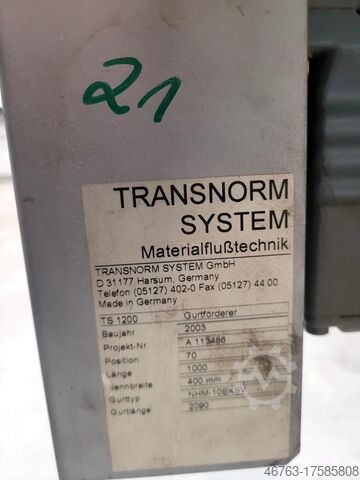 21
TRANSNORM
SYSTEM
Materialflußtechnik
TRANSNORM SYSTEM GmbH
D 31177 Harsum, Germany
Telefon (05127) 402-0 Fax (05127) 44 00
Made in Germany
TS 1200 Gurtförderer
Baujahr 2003
Projekt-Nr A 113466
Position 70
Länge 1000
Nennbreite 400 mm
Gurttyp
Gurtlänge 2090
46763-17585808